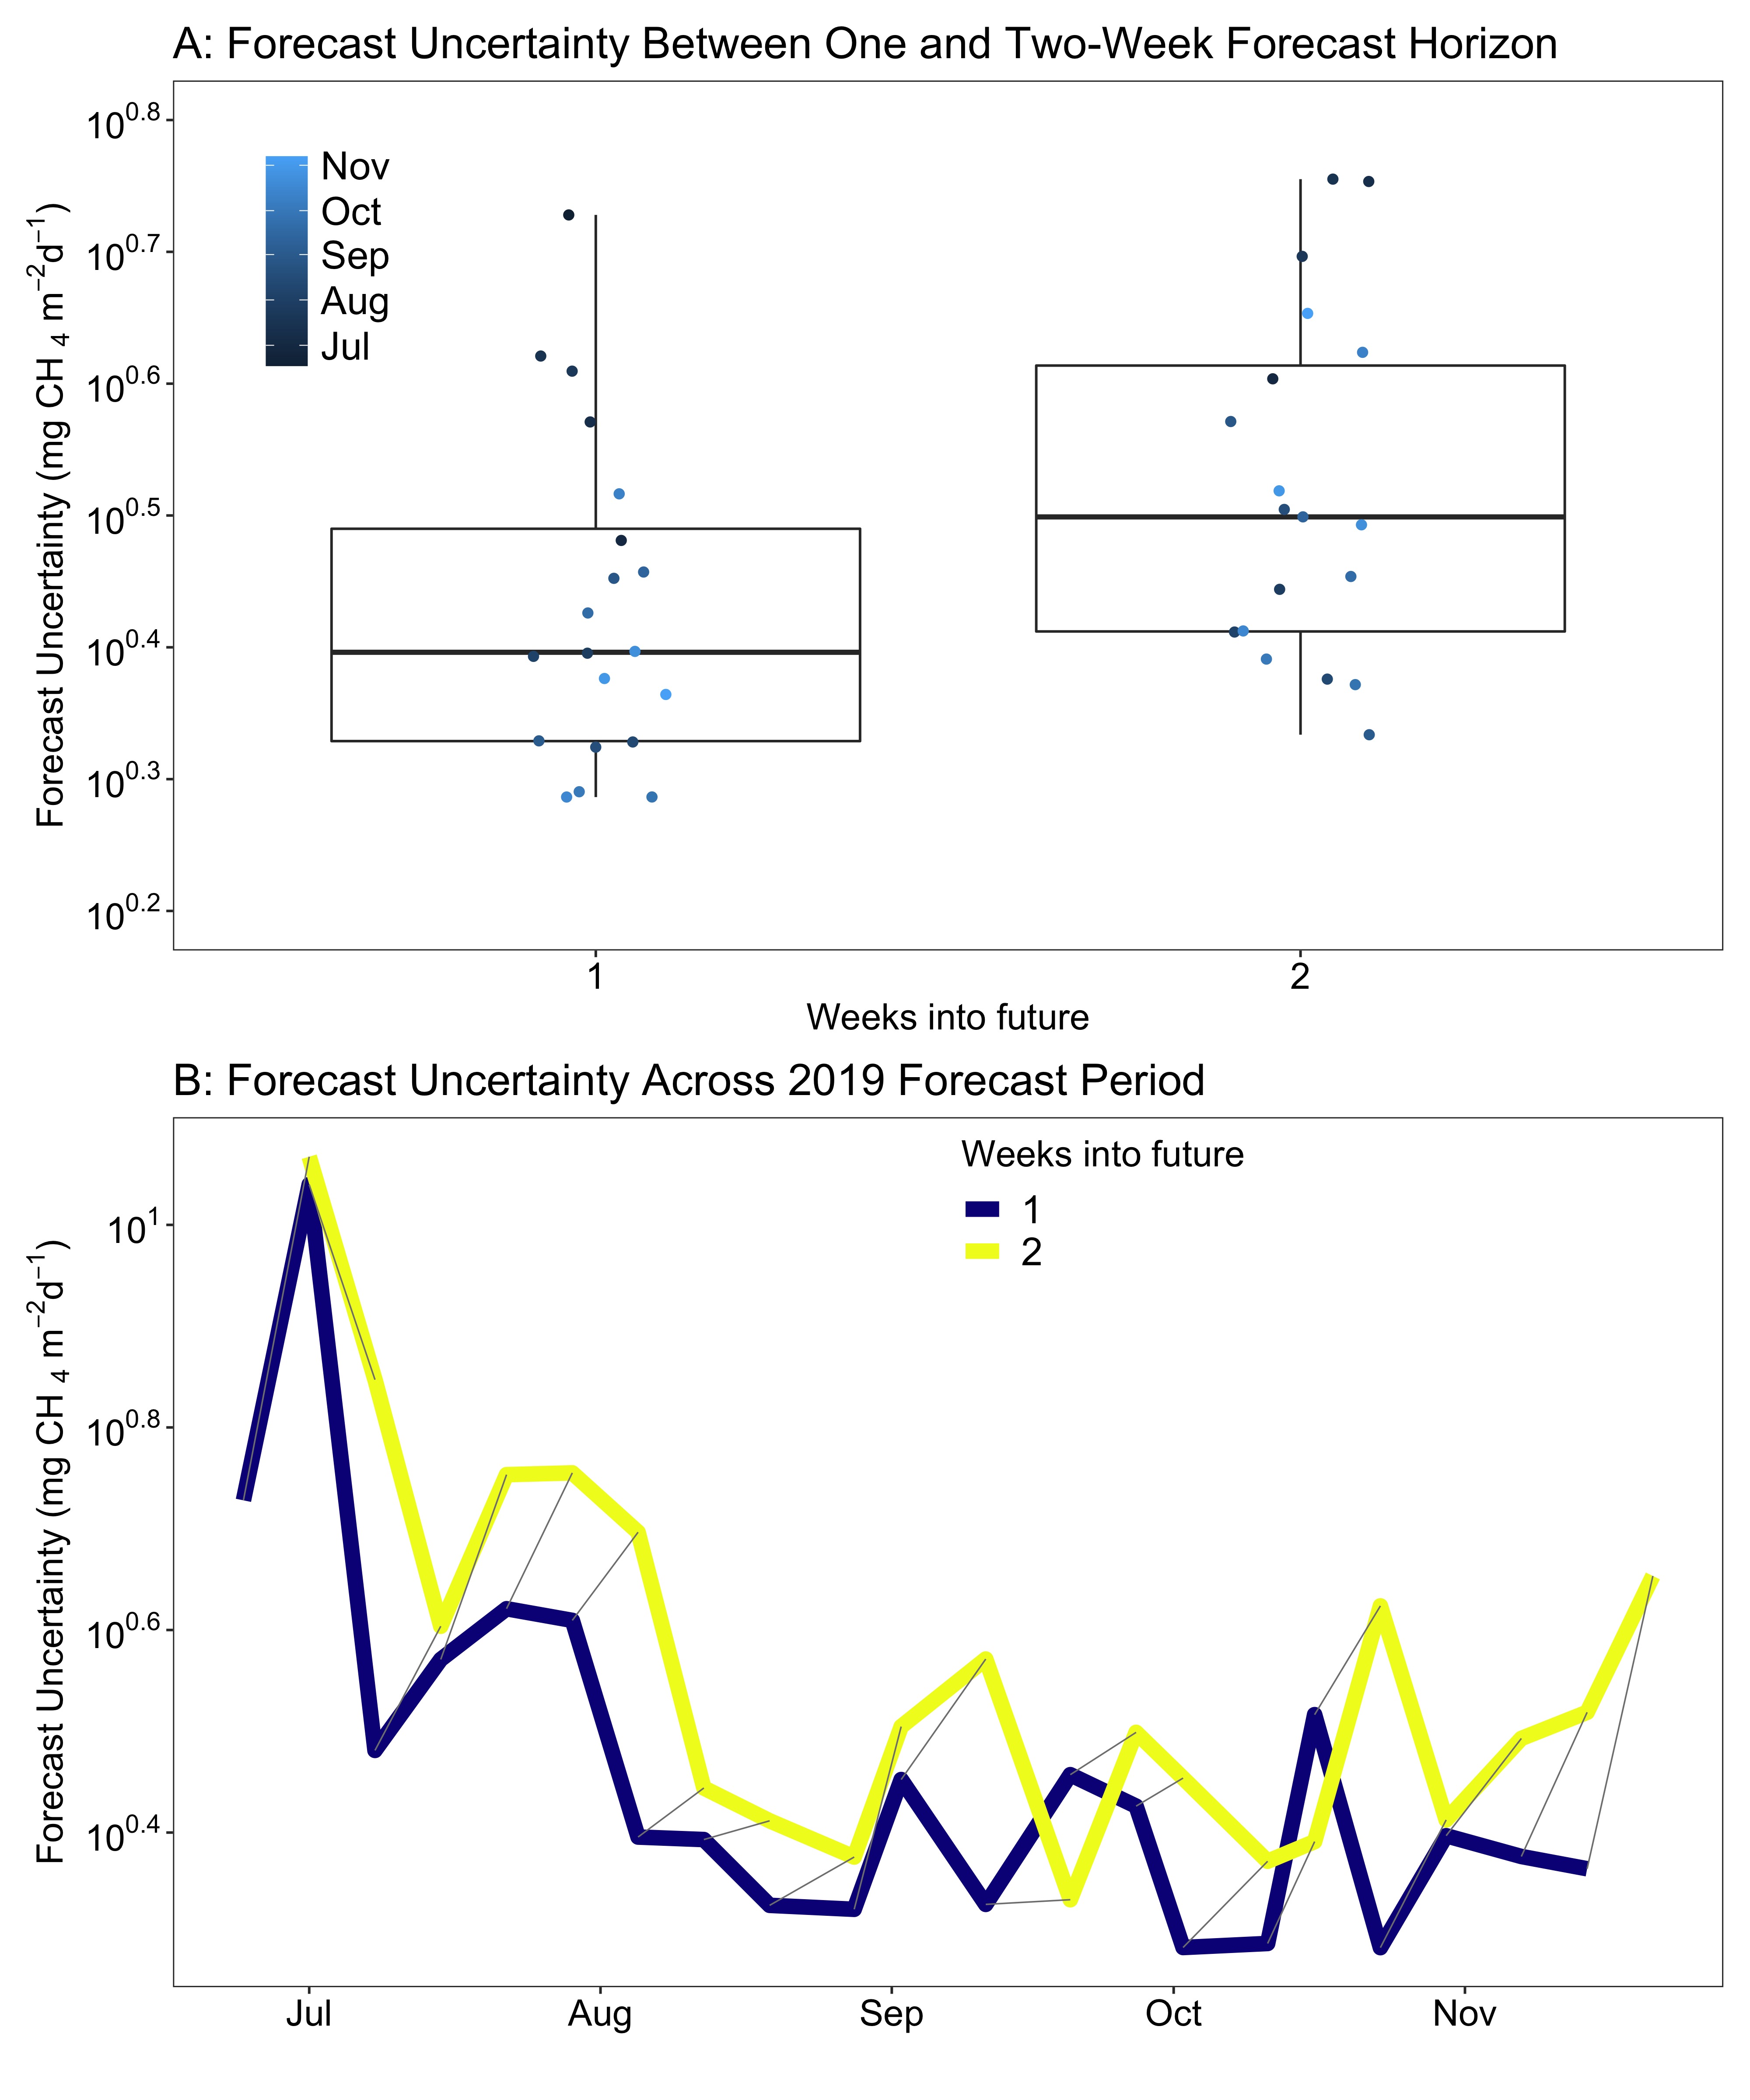 A: Forecast Uncertainty Between One and Two-Week Forecast Horizon
Forecast Uncertainty (mg CH 4 m−2d−1)
10^0.8
10^0.7
10^0.6
10^0.5
10^0.4
10^0.3
10^0.2
Nov
Oct
Sep
Aug
Jul
1 2
Weeks into future
B: Forecast Uncertainty Across 2019 Forecast Period
Forecast Uncertainty (mg CH 4 m−2d−1)
10^1
10^0.8
10^0.6
10^0.4
Weeks into future
1
2
Jul Aug Sep Oct Nov